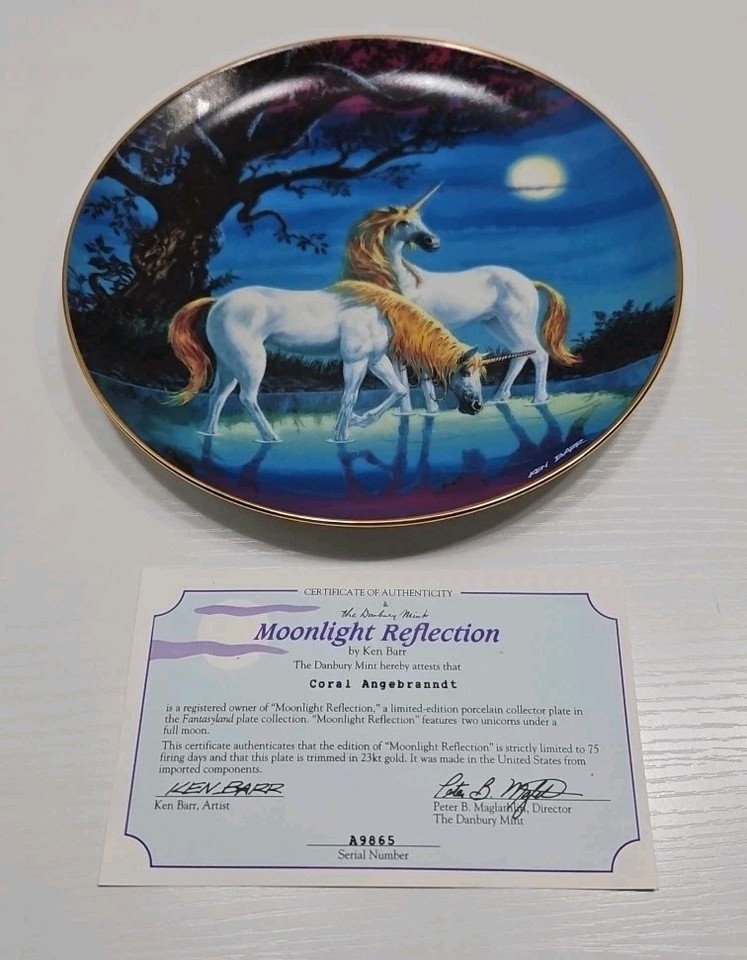 KEN BARR
CERTIFICATE OF AUTHENTICITY
&
The Danbury Mint
Moonlight Reflection
by Ken Barr
The Danbury Mint hereby attests that
Coral Angebranndt
is a registered owner of "Moonlight Reflection," a limited-edition porcelain collector plate in
the Fantasyland plate collection. "Moonlight Reflection" features two unicorns under a
full moon.
This certificate authenticates that the edition of "Moonlight Reflection" is strictly limited to 75
firing days and that this plate is trimmed in 23kt gold. It was made in the United States from
imported components.
KEN BARR
Ken Barr, Artist
Peter B. Maglathlin
Peter B. Maglathlin, Director
The Danbury Mint
A9865
Serial Number